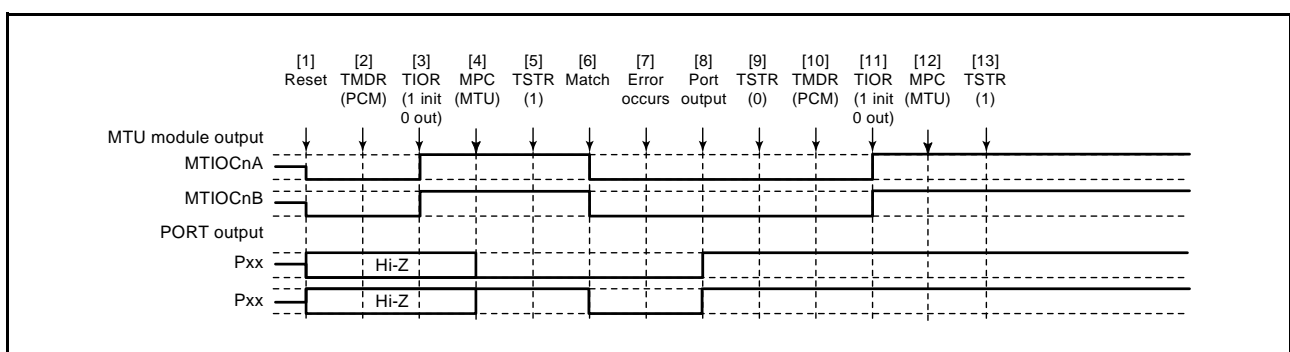 [1] [2] [3] [4] [5] [6] [7] [8] [9] [10] [11] [12] [13]
Reset TMDR TIOR MPC TSTR Match Error Port TSTR TMDR TIOR MPC TSTR
(PCM) (1 init (MTU) (1) occurs output (0) (PCM) (1 init (MTU) (1)
0 out) 0 out)
MTU module output
MTIOCnA
MTIOCnB
PORT output
Pxx Hi-Z
Pxx Hi-Z